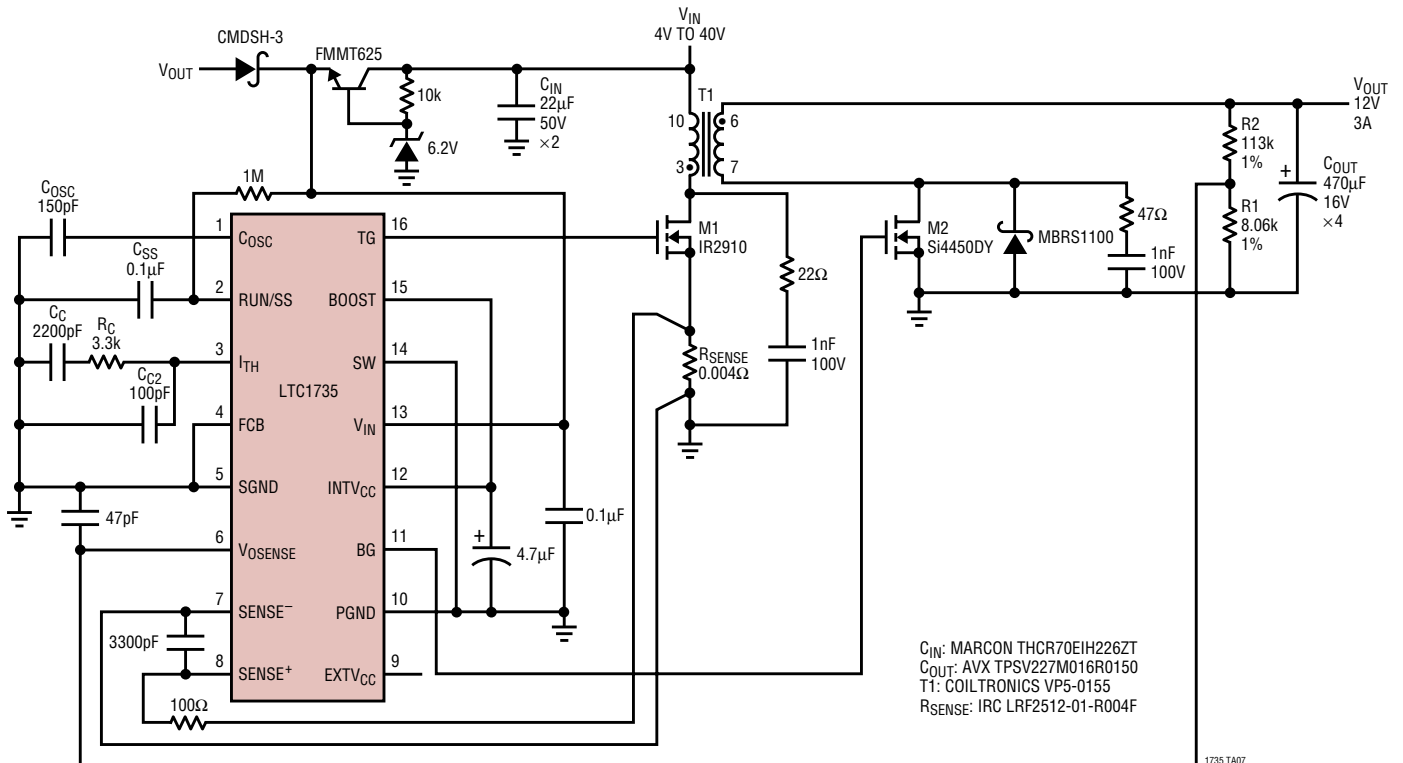 V_IN
4V TO 40V
CMDSH-3
FMMT625
V_OUT
10k
C_IN
22µF
50V
×2
6.2V
T1
10
6
3
7
V_OUT
12V
3A
R2
113k
1%
C_OUT
470µF
16V
×4
+
R1
8.06k
1%
1M
C_OSC
150pF
1
C_OSC
TG
16
M1
IR2910
M2
Si4450DY
MBRS1100
47Ω
1nF
100V
22Ω
C_SS
0.1µF
2
RUN/SS
BOOST
15
C_C
2200pF
R_C
3.3k
3
I_TH
SW
14
R_SENSE
0.004Ω
1nF
100V
C_C2
100pF
LTC1735
4
FCB
V_IN
13
5
SGND
INTV_CC
12
47pF
0.1µF
6
V_OSENSE
BG
11
+
4.7µF
7
SENSE⁻
PGND
10
3300pF
8
SENSE⁺
EXTV_CC
9
100Ω
C_IN: MARCON THCR70EIH226ZT
C_OUT: AVX TPSV227M016R0150
T1: COILTRONICS VP5-0155
R_SENSE: IRC LRF2512-01-R004F
1735 TA07